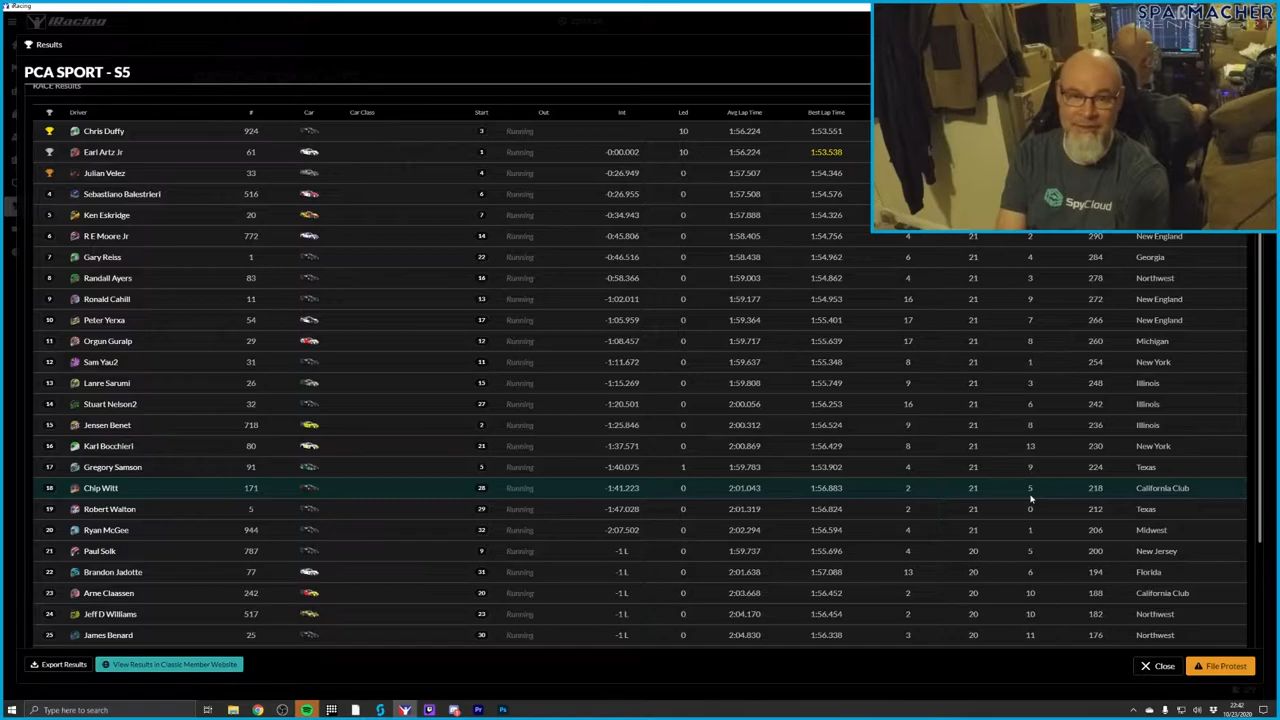 iRacing
iRacing
SPAßMACHER
Results
PCA SPORT - S5
RACE Results
Driver # Car Car Class Start Out Int Led Avg Lap Time Best Lap Time
Chris Duffy 924 3 Running 10 1:56.224 1:53.551
Earl Artz Jr 61 1 Running -0:00.002 10 1:56.224 1:53.538
Julian Velez 33 4 Running -0:26.949 0 1:57.507 1:54.346
4 Sebastiano Balestrieri 516 6 Running -0:26.955 0 1:57.508 1:54.576
5 Ken Eskridge 20 7 Running -0:34.943 0 1:57.888 1:54.326
6 R E Moore Jr 772 14 Running -0:45.806 0 1:58.405 1:54.756 4 21 2 290 New England
7 Gary Reiss 1 22 Running -0:46.516 0 1:58.438 1:54.962 6 21 4 284 Georgia
8 Randall Ayers 83 16 Running -0:58.366 0 1:59.003 1:54.862 4 21 3 278 Northwest
9 Ronald Cahill 11 13 Running -1:02.011 0 1:59.177 1:54.953 16 21 9 272 New England
10 Peter Yerxa 54 17 Running -1:05.959 0 1:59.364 1:55.401 17 21 7 266 New England
11 Orgun Guralp 29 12 Running -1:08.457 0 1:59.717 1:55.639 12 21 8 260 Michigan
12 Sam Yau2 31 11 Running -1:11.672 0 1:59.637 1:55.348 8 21 1 254 New York
13 Lanre Sarumi 26 15 Running -1:15.269 0 1:59.808 1:55.749 9 21 3 248 Illinois
14 Stuart Nelson2 32 27 Running -1:20.501 0 2:00.056 1:56.253 16 21 6 242 Illinois
15 Jensen Benet 718 2 Running -1:25.846 0 2:00.312 1:56.524 9 21 8 236 Illinois
16 Karl Bocchieri 80 21 Running -1:37.571 0 2:00.869 1:56.429 8 21 13 230 New York
17 Gregory Samson 91 5 Running -1:40.075 1 1:59.783 1:53.902 4 21 9 224 Texas
18 Chip Witt 171 28 Running -1:41.223 0 2:01.043 1:56.883 2 21 5 218 California Club
19 Robert Walton 5 29 Running -1:47.028 0 2:01.319 1:56.824 2 21 0 212 Texas
20 Ryan McGee 944 32 Running -2:07.502 0 2:02.294 1:56.594 4 21 1 206 Midwest
21 Paul Solk 787 9 Running -1 L 0 1:59.737 1:55.696 4 20 5 200 New Jersey
22 Brandon Jadotte 77 31 Running -1 L 0 2:01.638 1:57.088 13 20 6 194 Florida
23 Arne Claassen 242 20 Running -1 L 0 2:03.668 1:56.452 2 20 10 188 California Club
24 Jeff D Williams 517 23 Running -1 L 0 2:04.170 1:56.454 2 20 10 182 Northwest
25 James Benard 25 30 Running -1 L 0 2:04.830 1:56.338 3 20 11 176 Northwest
SpyCloud
Export Results View Results in Classic Member Website Close File Protest
Type here to search
22:42
10/23/2020